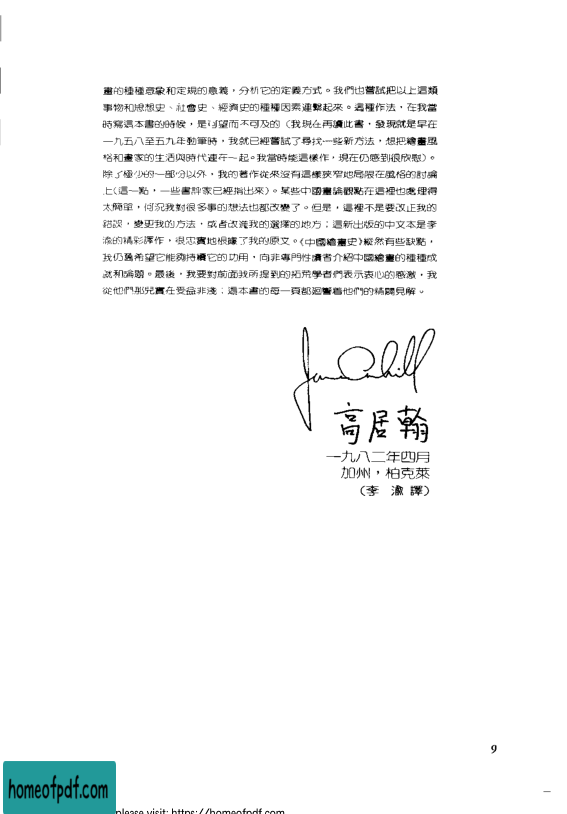 畫的種種意象和定規的意義，分析它的定義方式。我們也嘗試把以上這類
事物和思想史、社會史、經濟史的種種因素連繫起來。這種作法，在我當
時寫這本書的時候，是可望而不可及的（我現在再讀此書，發現就是早在
一九五八至五九年動筆時，我就已經嘗試了尋找一些新方法，想把繪畫風
格和畫家的生活與時代連在一起。我當時能這樣作，現在仍感到很欣慰）。
除了極少的一部份以外，我的著作從來沒有這樣狹窄地局限在風格的討論
上（這一點，一些書評家已經指出來）。某些中國畫論觀點在這裡也處理得
太簡單，何況我對很多事的想法也都改變了。但是，這裡不是要改正我的
錯誤，變更我的方法，或者改進我的選擇的地方；這新出版的中文本是李
渝的精彩譯作，很忠實地根據了我的原文。《中國繪畫史》縱然有些缺點，
我仍舊希望它能夠持續它的功用，向非專門性讀者介紹中國繪畫的種種成
就和論題。最後，我要對前面我所提到的拓荒學者們表示衷心的感激，我
從他們那兒實在受益非淺；這本書的每一頁都迴響着他們的精闢見解。
James Cahill
高居翰
一九八二年四月
加州，柏克萊
（李 渝 譯）
9
homeofpdf.com
please visit: https://homeofpdf.com